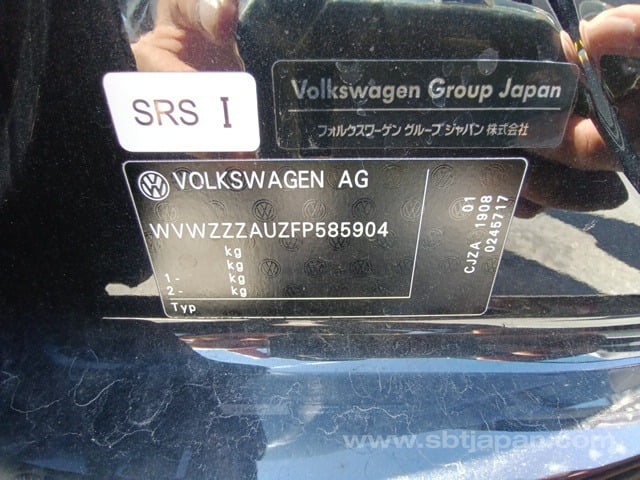 SRS I
Volkswagen Group Japan
フォルクスワーゲン グループ ジャパン 株式会社
VOLKSWAGEN AG
WVWZZZAUZFP585904
kg
kg
1- kg
2- kg
Typ
01
CJZA 1908
0245717
www.sbtjapan.com